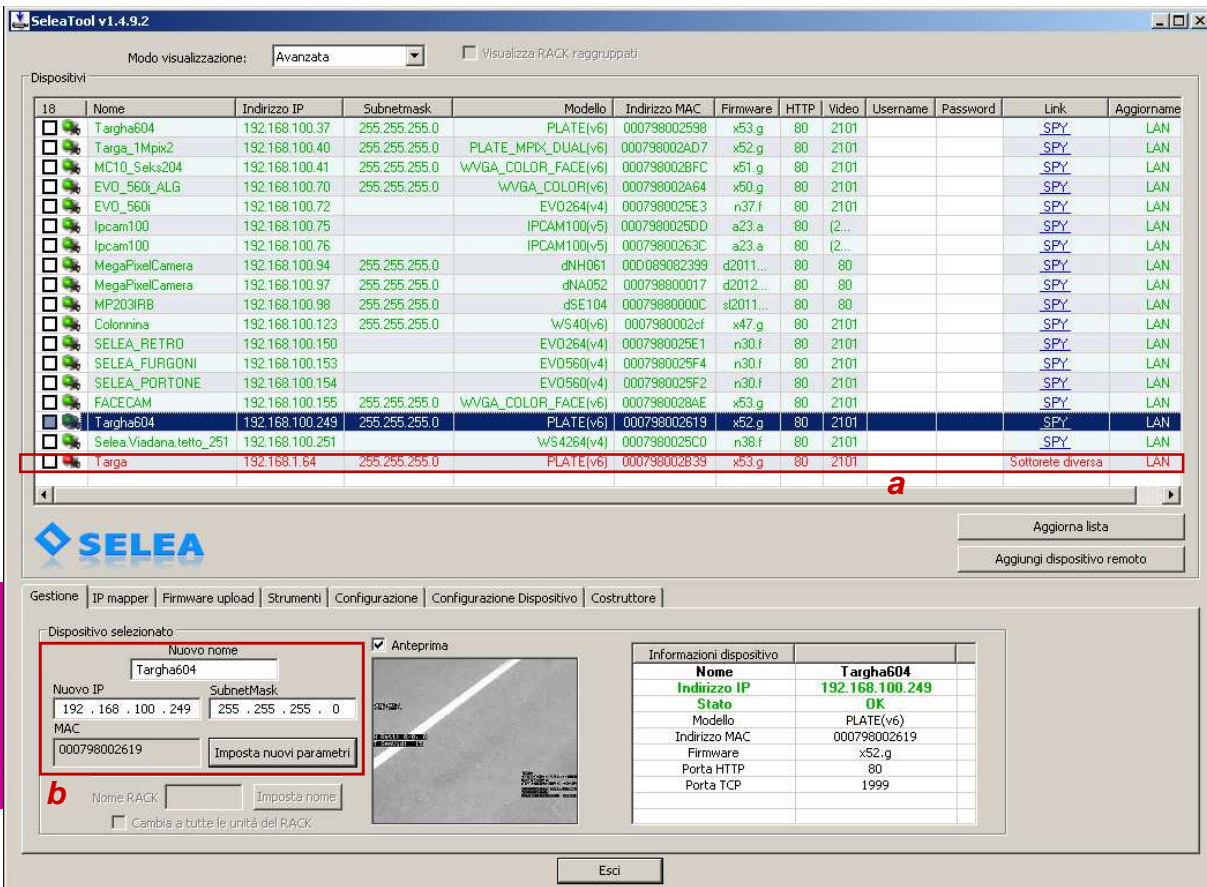 SeleaTool v1.4.9.2
Modo visualizzazione: Avanzata Visualizza RACK raggruppati
Dispositivi
18 Nome Indirizzo IP Subnetmask Modello Indirizzo MAC Firmware HTTP Video Username Password Link Aggiorname
Targha604 192.168.100.37 255.255.255.0 PLATE(v6) 000798002598 x53.g 80 2101 SPY LAN
Targa_1Mpix2 192.168.100.40 255.255.255.0 PLATE_MPIX_DUAL(v6) 000798002AD7 x52.g 80 2101 SPY LAN
MC10_Seks204 192.168.100.41 255.255.255.0 WVGA_COLOR_FACE(v6) 000798002BFC x51.g 80 2101 SPY LAN
EVO_560i_ALG 192.168.100.70 255.255.255.0 WVGA_COLOR(v6) 000798002A64 x50.g 80 2101 SPY LAN
EVO_560i 192.168.100.72 EVO264(v4) 0007980025E3 n37.f 80 2101 SPY LAN
Ipcam100 192.168.100.75 IPCAM100(v5) 0007980025DD a23.a 80 (2... SPY LAN
Ipcam100 192.168.100.76 IPCAM100(v5) 00079800263C a23.a 80 (2... SPY LAN
MegaPixelCamera 192.168.100.94 255.255.255.0 dNH061 00D089082399 d2011... 80 80 SPY LAN
MegaPixelCamera 192.168.100.97 255.255.255.0 dNA052 000798800017 d2012... 80 80 SPY LAN
MP203IRB 192.168.100.98 255.255.255.0 dSE104 00079880000C sl2011... 80 80 SPY LAN
Colonnina 192.168.100.123 255.255.255.0 WS40(v6) 0007980002cf x47.g 80 2101 SPY LAN
SELEA_RETRO 192.168.100.150 EVO264(v4) 0007980025E1 n30.f 80 2101 SPY LAN
SELEA_FURGONI 192.168.100.153 EVO560(v4) 0007980025F4 n30.f 80 2101 SPY LAN
SELEA_PORTONE 192.168.100.154 EVO560(v4) 0007980025F2 n30.f 80 2101 SPY LAN
FACECAM 192.168.100.155 255.255.255.0 WVGA_COLOR_FACE(v6) 0007980028AE x53.g 80 2101 SPY LAN
Targha604 192.168.100.249 255.255.255.0 PLATE(v6) 000798002619 x52.g 80 2101 SPY LAN
Selea.Viadana.tetto_251 192.168.100.251 WS4264(v4) 0007980025C0 n38.f 80 2101 SPY LAN
Targa 192.168.1.64 255.255.255.0 PLATE(v6) 000798002B39 x53.g 80 2101 Sottorete diversa LAN
a
SELEA
Aggiorna lista
Aggiungi dispositivo remoto
Gestione IP mapper Firmware upload Strumenti Configurazione Configurazione Dispositivo Costruttore
Dispositivo selezionato
Nuovo nome
Targha604
Nuovo IP SubnetMask
192 . 168 . 100 . 249 255 . 255 . 255 . 0
MAC
000798002619 Imposta nuovi parametri
b
Nome RACK Imposta nome
Cambia a tutte le unità del RACK
Anteprima
Informazioni dispositivo
Nome Targha604
Indirizzo IP 192.168.100.249
Stato OK
Modello PLATE(v6)
Indirizzo MAC 000798002619
Firmware x52.g
Porta HTTP 80
Porta TCP 1999
Esci